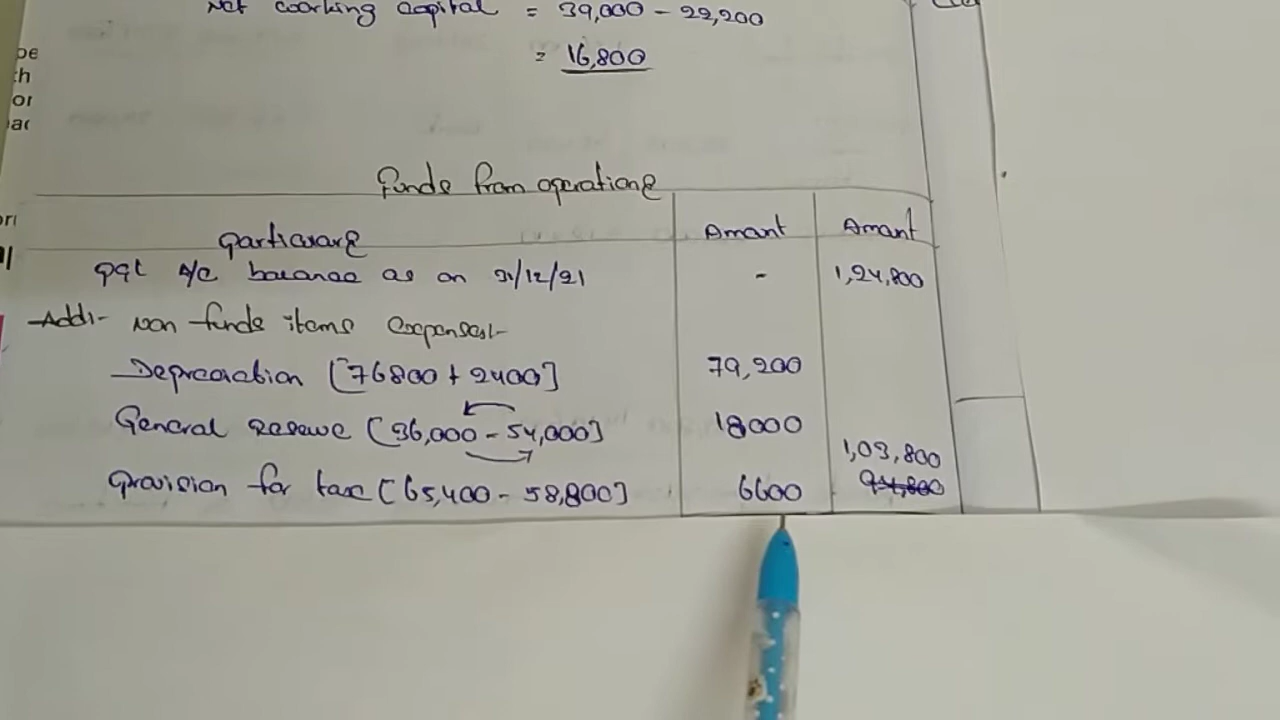 Net working capital = 39,000 - 22,200
= 16,800
Funds from operations
Particulars Amount Amount
P&L A/c balance as on 31/12/21 - 1,24,800
Add:- Non funds items expenses:-
Depreciation [76800 + 2400] 79,200
General Reserve [36,000 - 54,000] 18000
1,03,800
Provision for tax [65,400 - 58,800] 6600 94,800